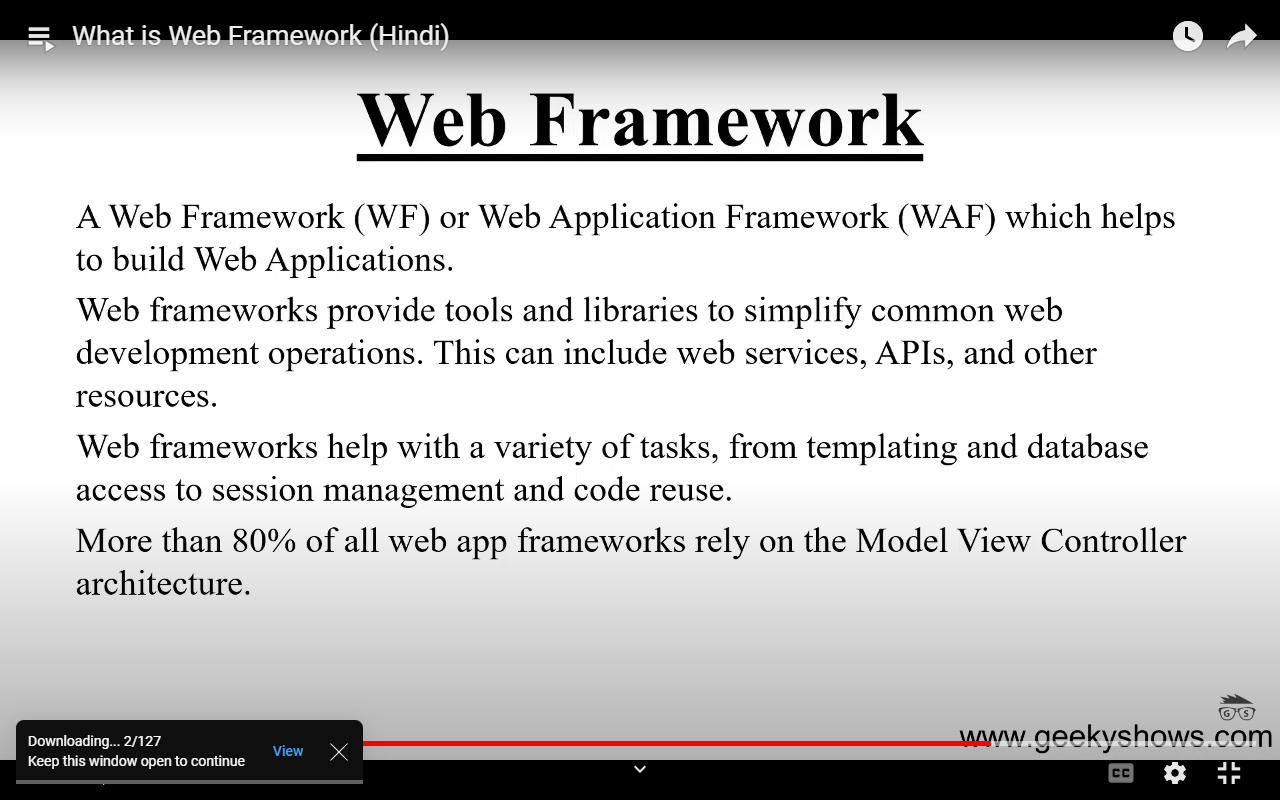 What is Web Framework (Hindi)
Web Framework
A Web Framework (WF) or Web Application Framework (WAF) which helps
to build Web Applications.
Web frameworks provide tools and libraries to simplify common web
development operations. This can include web services, APIs, and other
resources.
Web frameworks help with a variety of tasks, from templating and database
access to session management and code reuse.
More than 80% of all web app frameworks rely on the Model View Controller
architecture.
G S
www.geekyshows.com
Downloading... 2/127
Keep this window open to continue
View
CC